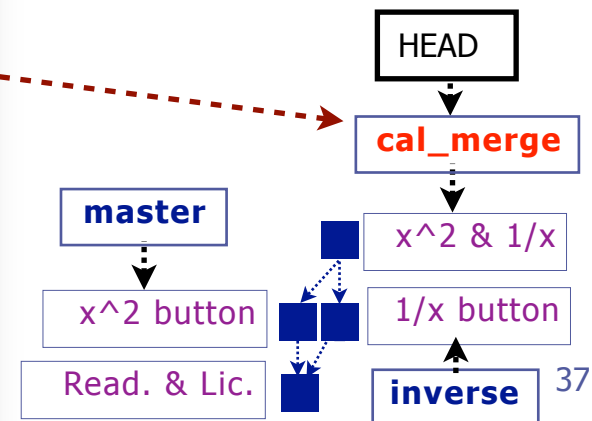 HEAD
cal_merge
master
x^2 & 1/x
x^2 button
1/x button
Read. & Lic.
inverse
37